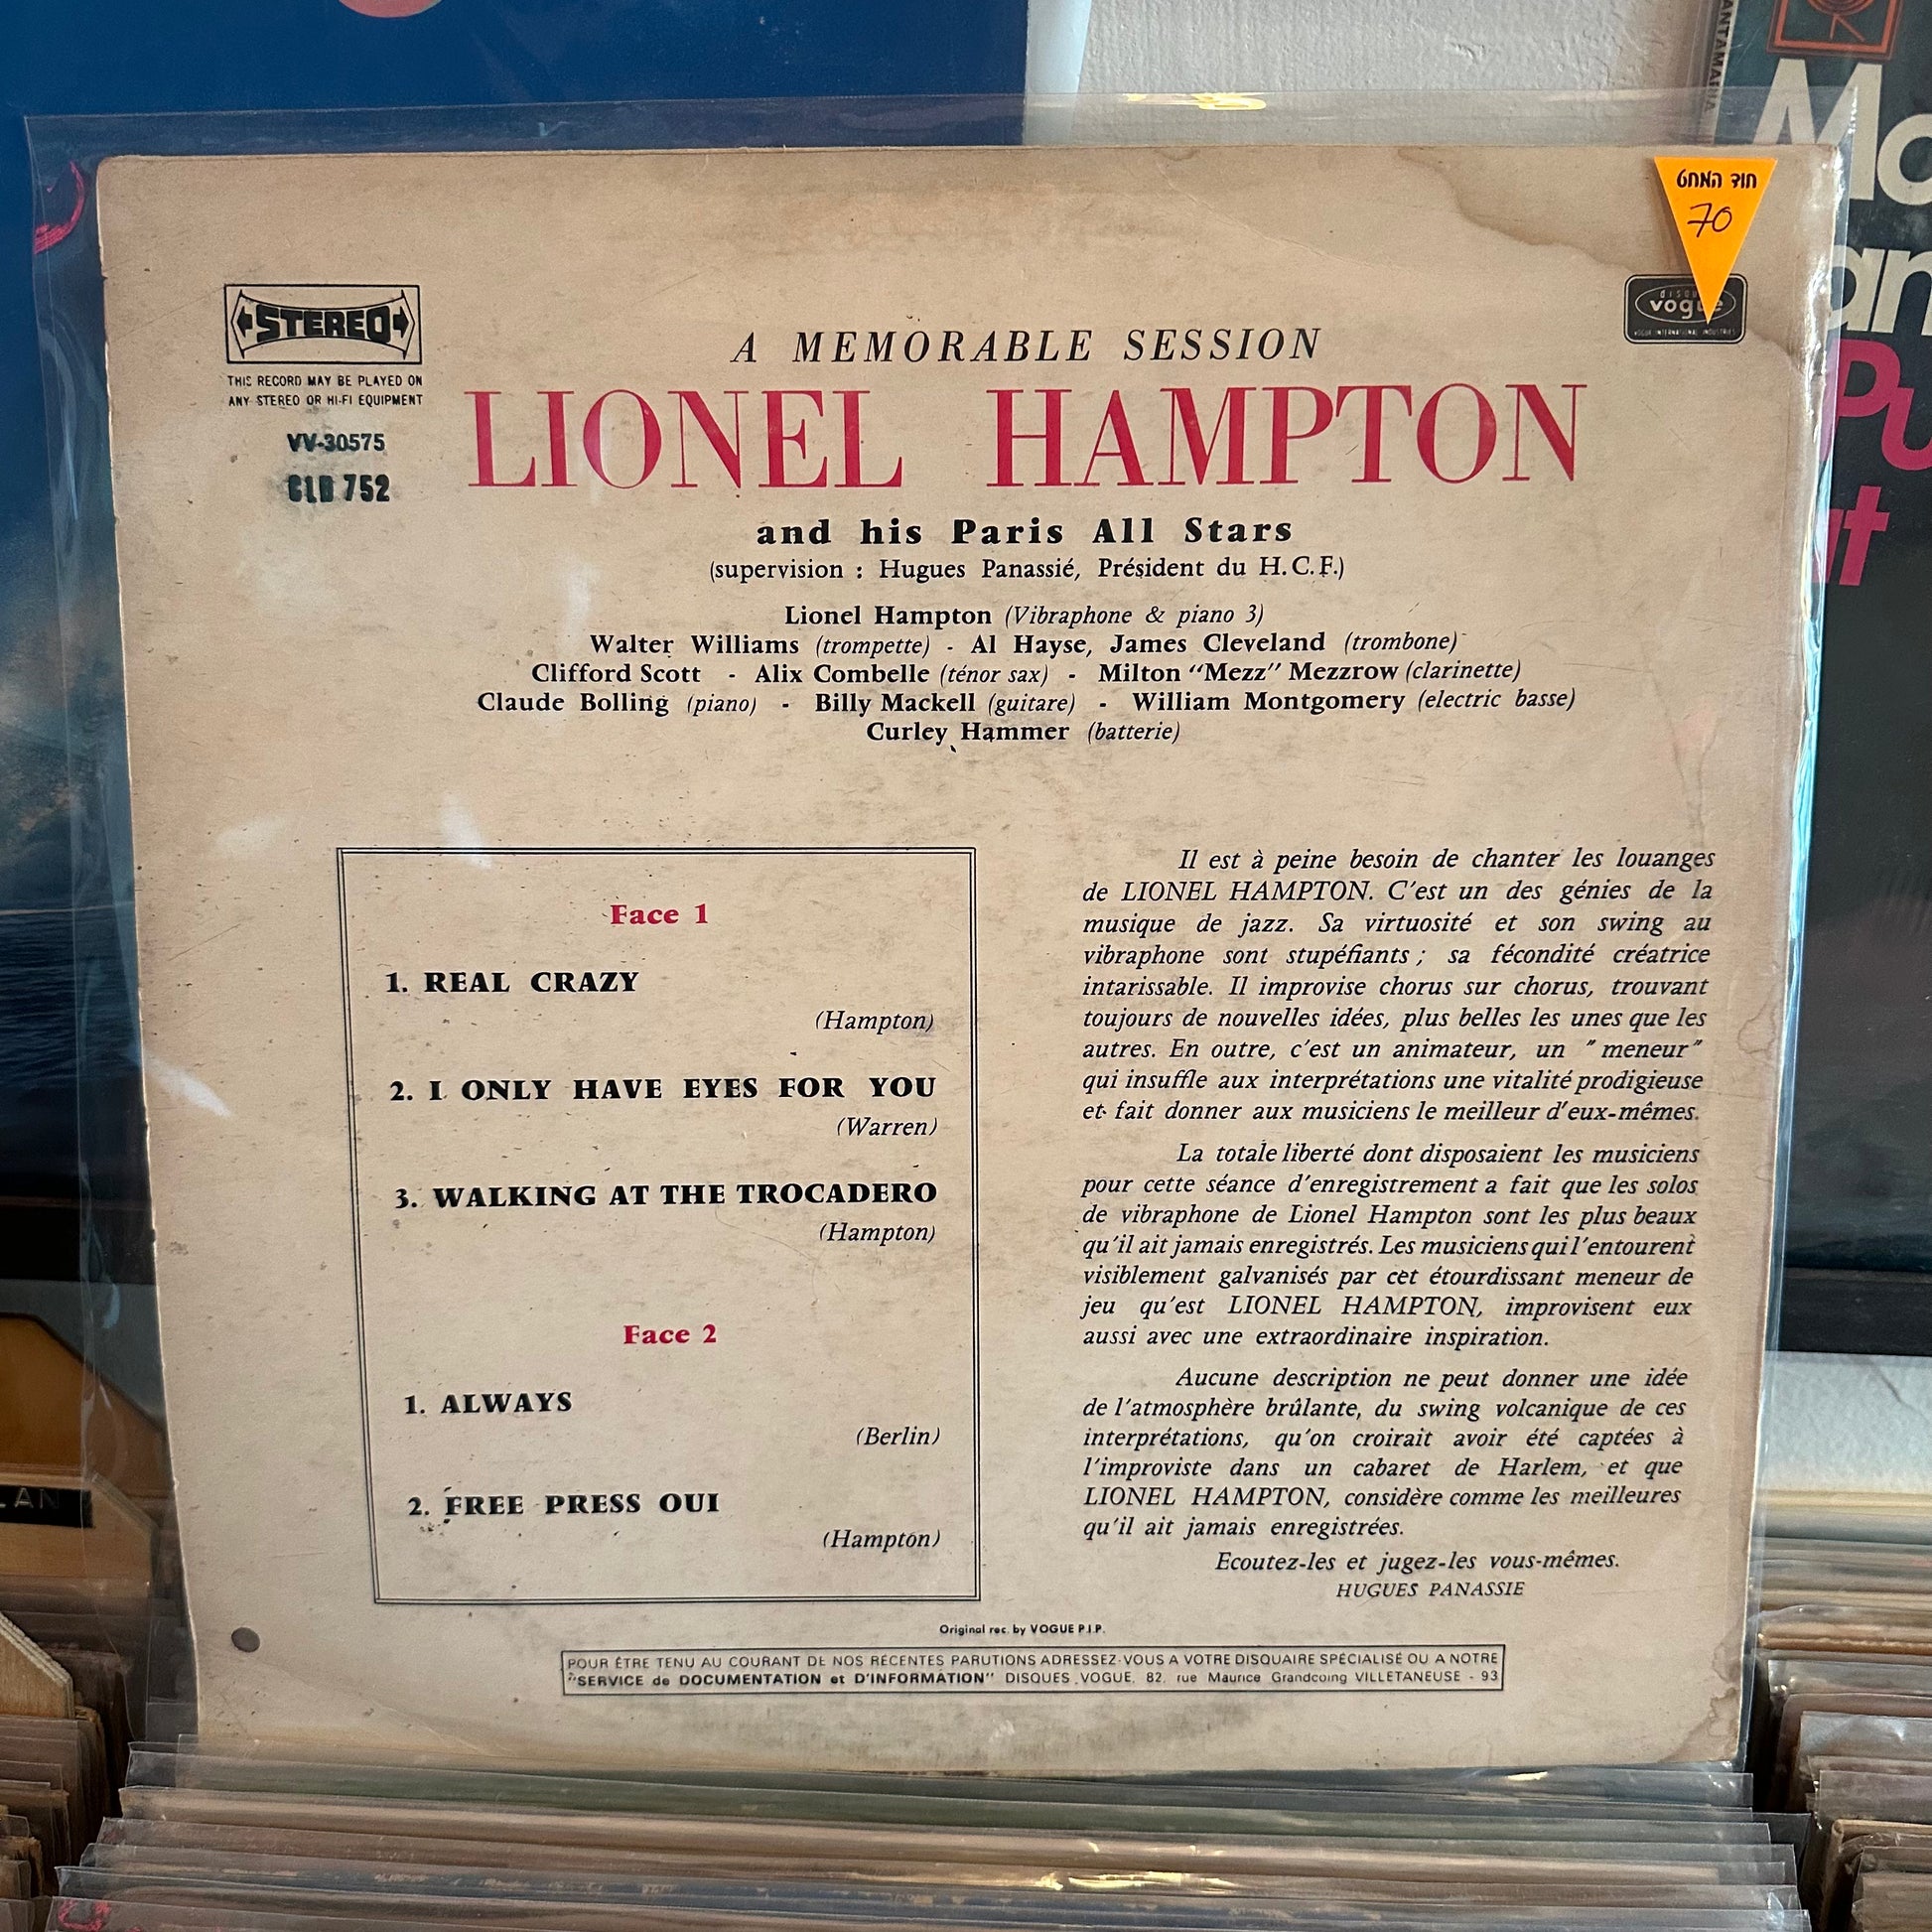 חוד המחט
70
STEREO
THIS RECORD MAY BE PLAYED ON
ANY STEREO OR HI-FI EQUIPMENT
VV-30575
CLD 752
A MEMORABLE SESSION
LIONEL HAMPTON
and his Paris All Stars
(supervision : Hugues Panassié, Président du H.C.F.)
Lionel Hampton (Vibraphone & piano 3)
Walter Williams (trompette) - Al Hayse, James Cleveland (trombone)
Clifford Scott - Alix Combelle (ténor sax) - Milton “Mezz” Mezzrow (clarinette)
Claude Bolling (piano) - Billy Mackell (guitare) - William Montgomery (electric basse)
Curley Hammer (batterie)
Face 1
1. REAL CRAZY
(Hampton)
2. I ONLY HAVE EYES FOR YOU
(Warren)
3. WALKING AT THE TROCADERO
(Hampton)
Face 2
1. ALWAYS
(Berlin)
2. FREE PRESS OUI
(Hampton)
Il est à peine besoin de chanter les louanges
de LIONEL HAMPTON. C'est un des génies de la
musique de jazz. Sa virtuosité et son swing au
vibraphone sont stupéfiants ; sa fécondité créatrice
intarissable. Il improvise chorus sur chorus, trouvant
toujours de nouvelles idées, plus belles les unes que les
autres. En outre, c'est un animateur, un "meneur"
qui insuffle aux interprétations une vitalité prodigieuse
et fait donner aux musiciens le meilleur d'eux-mêmes.
La totale liberté dont disposaient les musiciens
pour cette séance d'enregistrement a fait que les solos
de vibraphone de Lionel Hampton sont les plus beaux
qu'il ait jamais enregistrés. Les musiciens qui l'entourent
visiblement galvanisés par cet étourdissant meneur de
jeu qu'est LIONEL HAMPTON, improvisent eux
aussi avec une extraordinaire inspiration.
Aucune description ne peut donner une idée
de l'atmosphère brûlante, du swing volcanique de ces
interprétations, qu'on croirait avoir été captées à
l'improviste dans un cabaret de Harlem, et que
LIONEL HAMPTON, considère comme les meilleures
qu'il ait jamais enregistrées.
Ecoutez-les et jugez-les vous-mêmes.
HUGUES PANASSIE
Original rec. by VOGUE P.I.P.
POUR ÊTRE TENU AU COURANT DE NOS RÉCENTES PARUTIONS ADRESSEZ-VOUS A VOTRE DISQUAIRE SPÉCIALISÉ OU A NOTRE
"SERVICE de DOCUMENTATION et D'INFORMATION" DISQUES VOGUE, 82, rue Maurice Grandcoing VILLETANEUSE - 93